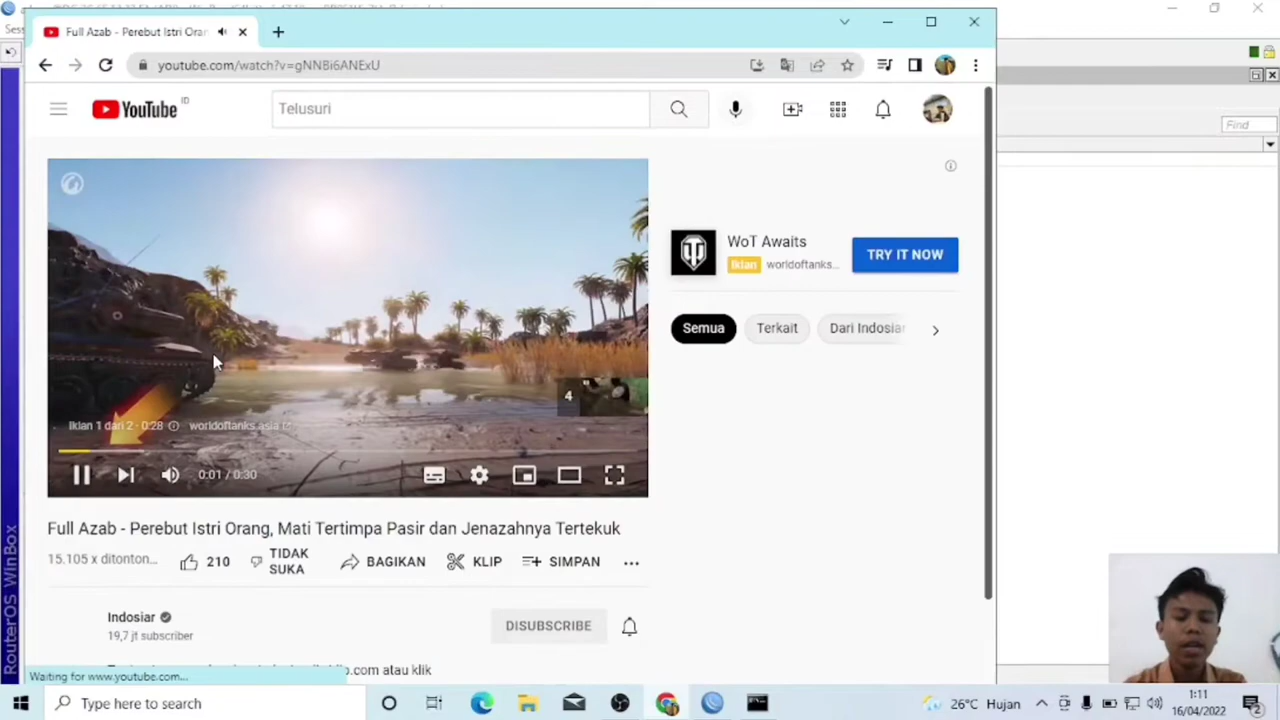 Full Azab - Perebut Istri Oran
youtube.com/watch?v=gNNBi6ANExU
YouTube ID
Telusuri
Find
WoT Awaits
Iklan worldoftanks...
TRY IT NOW
Semua
Terkait
Dari Indosiar
4
Iklan 1 dari 2 - 0:28
worldoftanks.asia
0:01 / 0:30
Full Azab - Perebut Istri Orang, Mati Tertimpa Pasir dan Jenazahnya Tertekuk
15.105 x ditonton...
210
TIDAK
SUKA
BAGIKAN
KLIP
SIMPAN
Indosiar
19,7 jt subscriber
DISUBSCRIBE
.com atau klik
Waiting for www.youtube.com...
RouterOS WinBox
Type here to search
26°C Hujan
1:11
16/04/2022
2